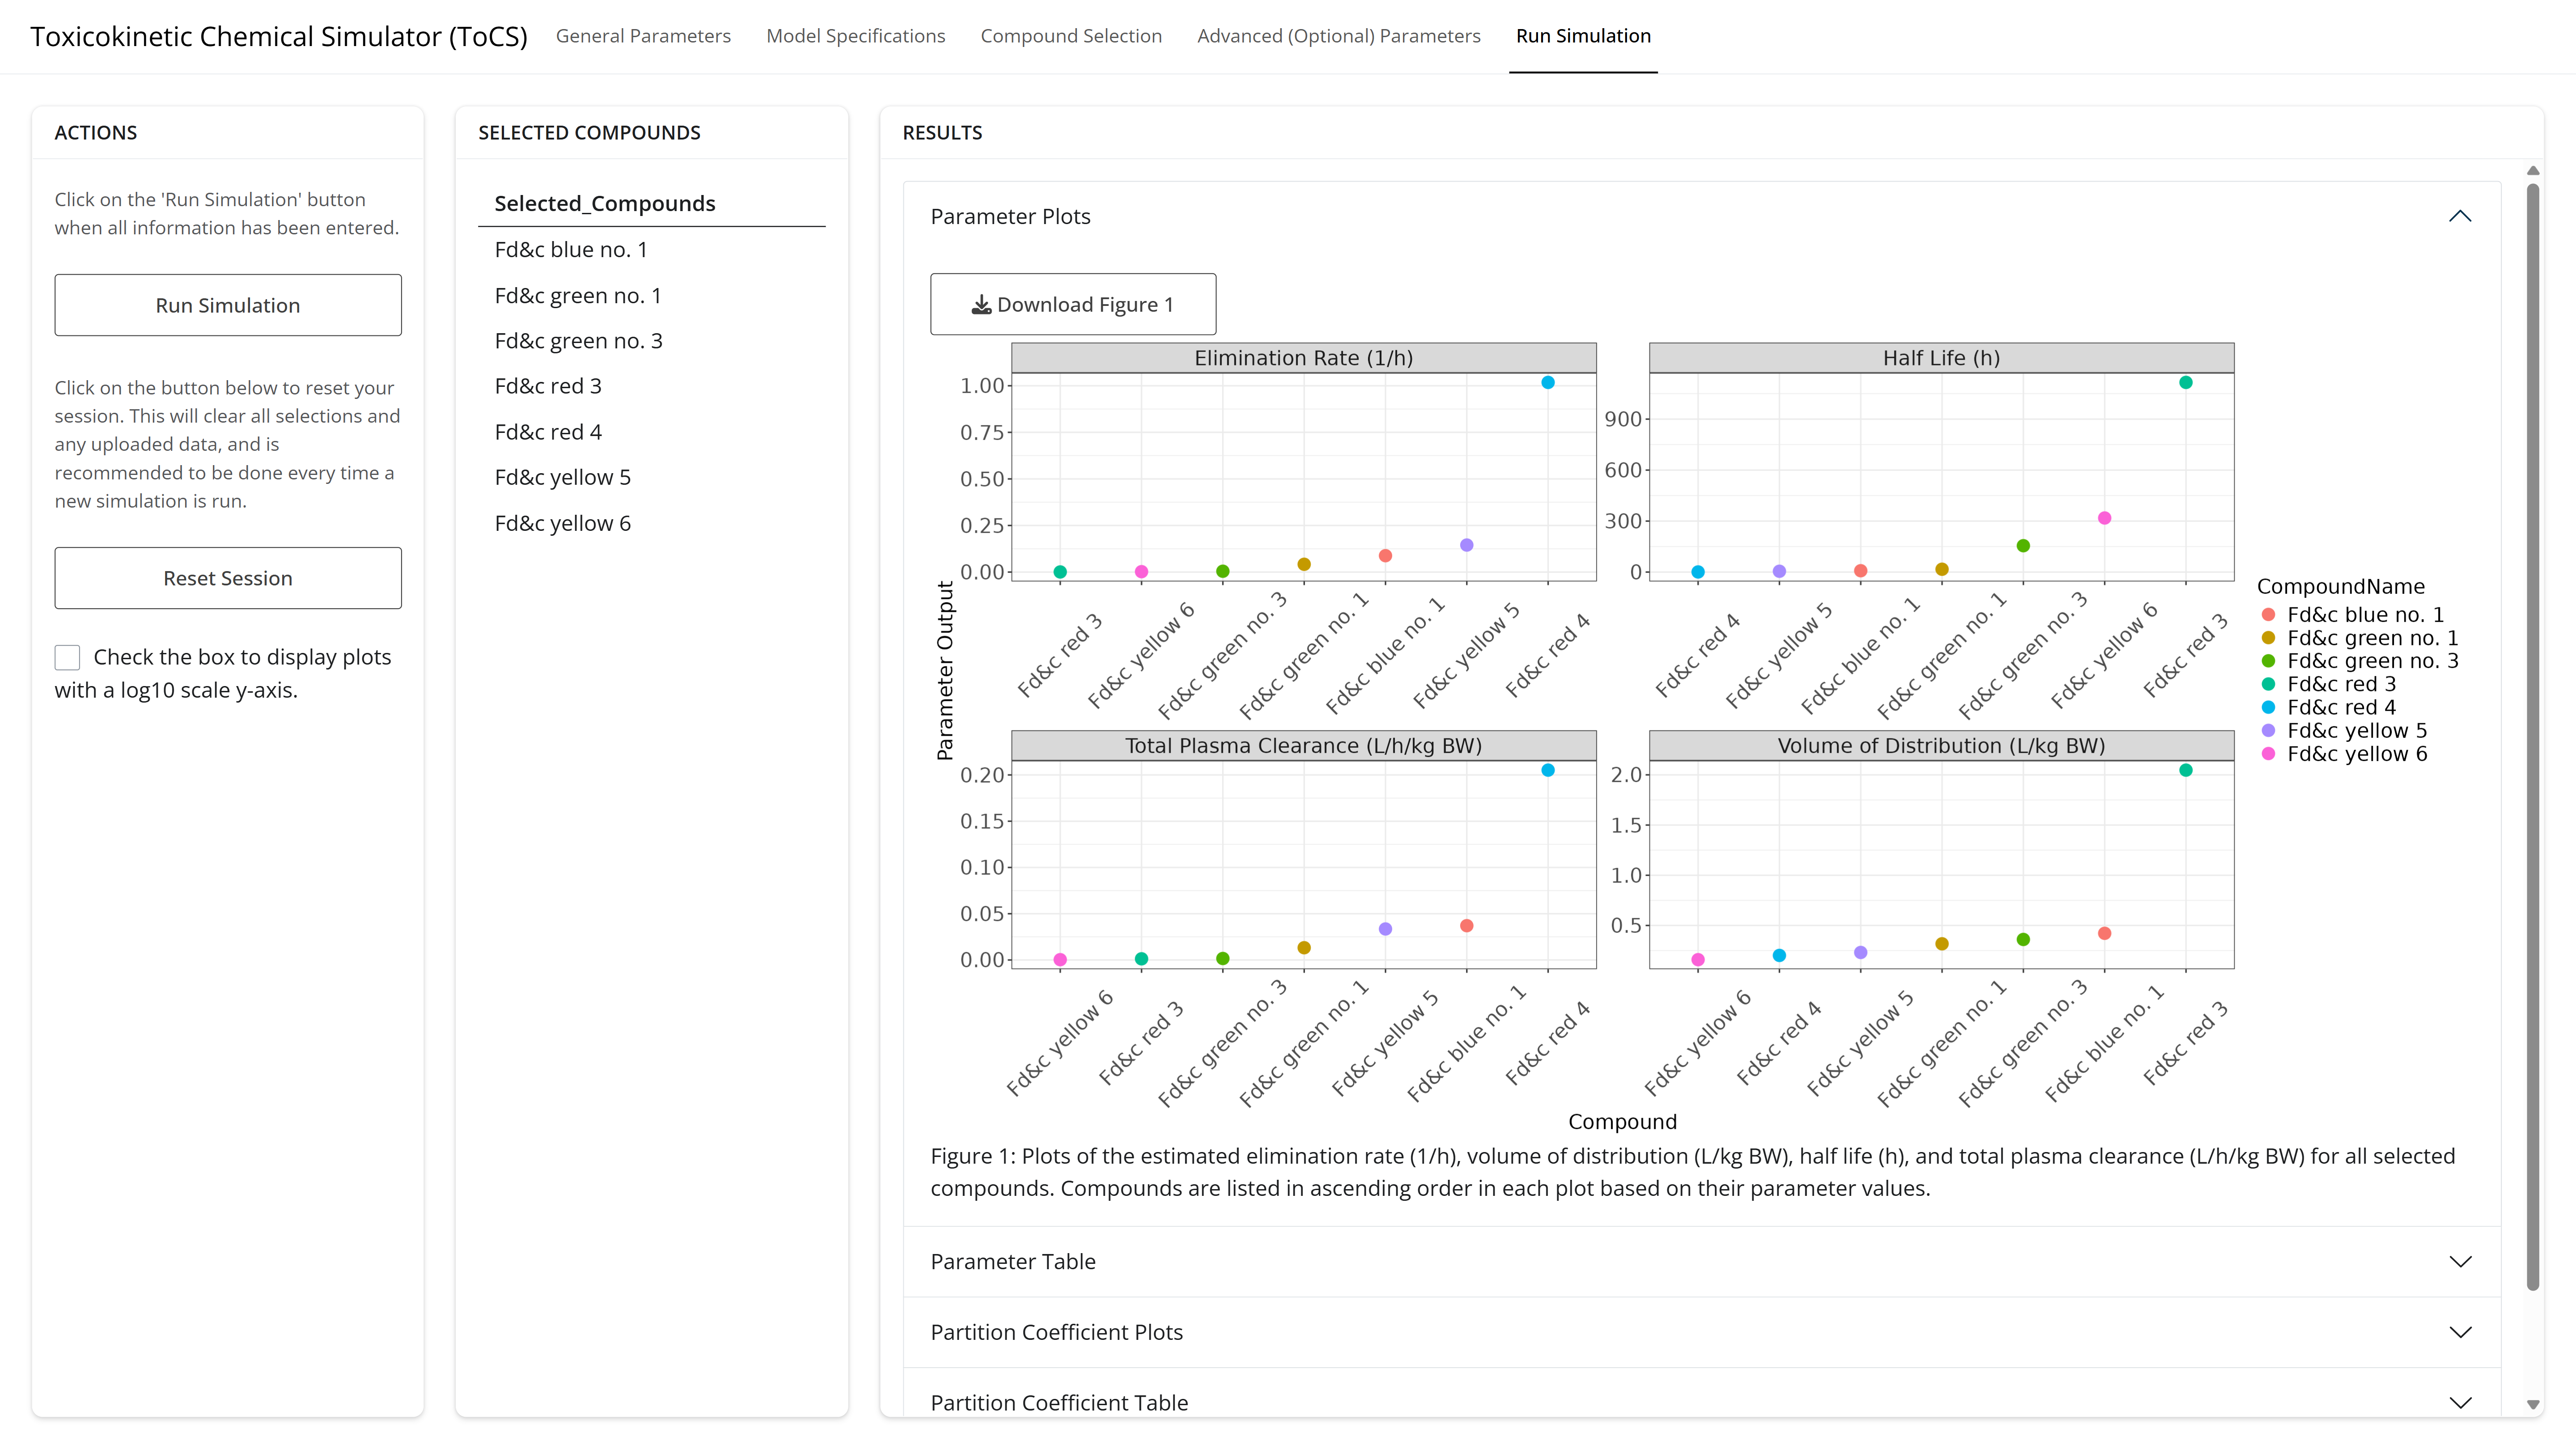 Toxicokinetic Chemical Simulator (ToCS) General Parameters Model Specifications Compound Selection Advanced (Optional) Parameters Run Simulation
ACTIONS
Click on the 'Run Simulation' button
when all information has been entered.
Run Simulation
Click on the button below to reset your
session. This will clear all selections and
any uploaded data, and is
recommended to be done every time a
new simulation is run.
Reset Session
Check the box to display plots
with a log10 scale y-axis.
SELECTED COMPOUNDS
Selected_Compounds
Fd&c blue no. 1
Fd&c green no. 1
Fd&c green no. 3
Fd&c red 3
Fd&c red 4
Fd&c yellow 5
Fd&c yellow 6
RESULTS
Parameter Plots
Download Figure 1
Parameter Output
Elimination Rate (1/h)
1.00
0.75
0.50
0.25
0.00
Fd&c red 3
Fd&c yellow 6
Fd&c green no. 3
Fd&c green no. 1
Fd&c blue no. 1
Fd&c yellow 5
Fd&c red 4
Half Life (h)
900
600
300
0
Fd&c red 4
Fd&c yellow 5
Fd&c blue no. 1
Fd&c green no. 1
Fd&c green no. 3
Fd&c yellow 6
Fd&c red 3
Total Plasma Clearance (L/h/kg BW)
0.20
0.15
0.10
0.05
0.00
Fd&c yellow 6
Fd&c red 3
Fd&c green no. 3
Fd&c green no. 1
Fd&c yellow 5
Fd&c blue no. 1
Fd&c red 4
Volume of Distribution (L/kg BW)
2.0
1.5
1.0
0.5
Fd&c yellow 6
Fd&c red 4
Fd&c yellow 5
Fd&c green no. 1
Fd&c green no. 3
Fd&c blue no. 1
Fd&c red 3
Compound
CompoundName
Fd&c blue no. 1
Fd&c green no. 1
Fd&c green no. 3
Fd&c red 3
Fd&c red 4
Fd&c yellow 5
Fd&c yellow 6
Figure 1: Plots of the estimated elimination rate (1/h), volume of distribution (L/kg BW), half life (h), and total plasma clearance (L/h/kg BW) for all selected
compounds. Compounds are listed in ascending order in each plot based on their parameter values.
Parameter Table
Partition Coefficient Plots
Partition Coefficient Table